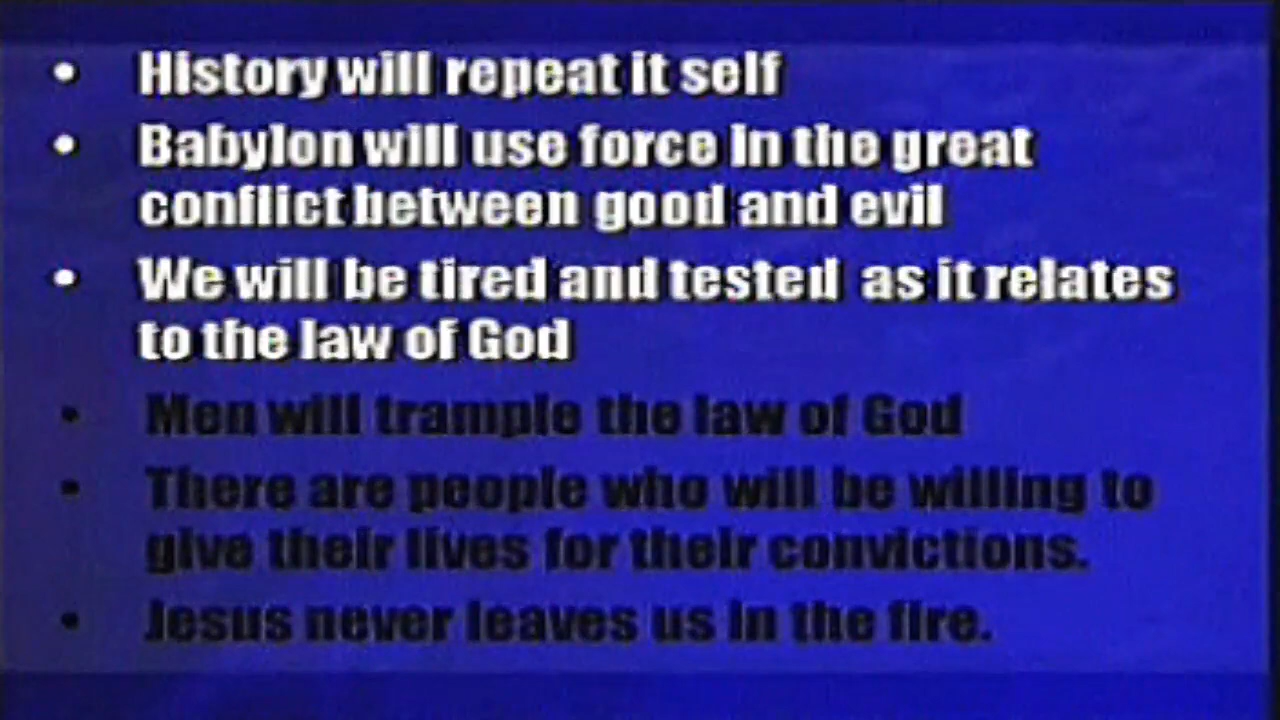 • History will repeat it self
• Babylon will use force in the great
conflict between good and evil
• We will be tired and tested as it relates
to the law of God
• Men will trample the law of God
• There are people who will be willing to
give their lives for their convictions.
• Jesus never leaves us in the fire.